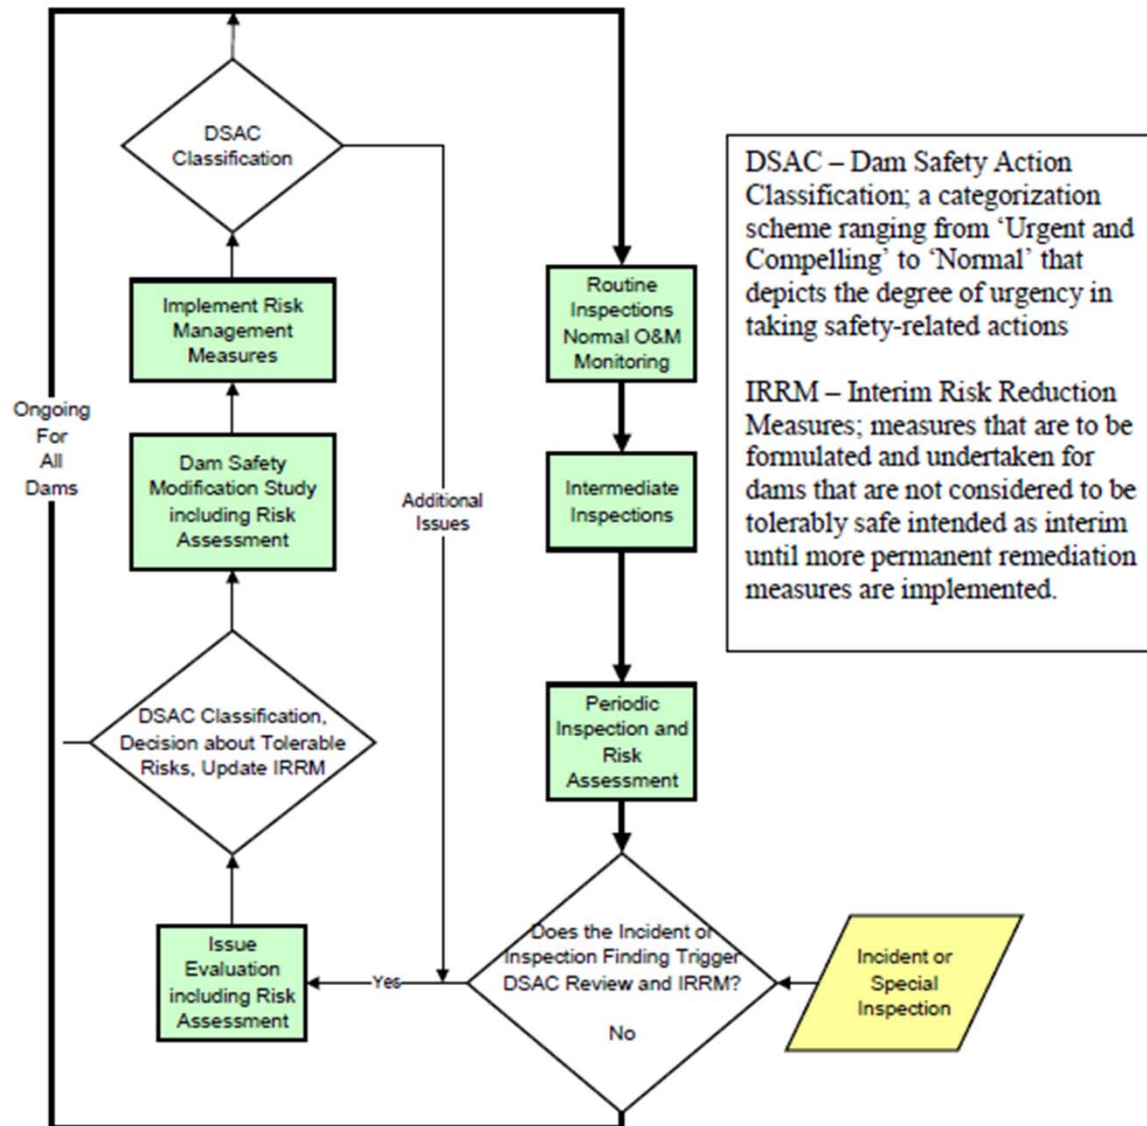 DSAC
Classification
Implement Risk
Management
Measures
Ongoing
For
All
Dams
Dam Safety
Modification Study
including Risk
Assessment
Additional
Issues
DSAC Classification,
Decision about Tolerable
Risks, Update IRRM
Issue
Evaluation
including Risk
Assessment
Yes
Routine
Inspections
Normal O&M
Monitoring
Intermediate
Inspections
Periodic
Inspection and
Risk
Assessment
Does the Incident or
Inspection Finding Trigger
DSAC Review and IRRM?
No
Incident or
Special
Inspection
DSAC – Dam Safety Action
Classification; a categorization
scheme ranging from ‘Urgent and
Compelling’ to ‘Normal’ that
depicts the degree of urgency in
taking safety-related actions
IRRM – Interim Risk Reduction
Measures; measures that are to be
formulated and undertaken for
dams that are not considered to be
tolerably safe intended as interim
until more permanent remediation
measures are implemented.